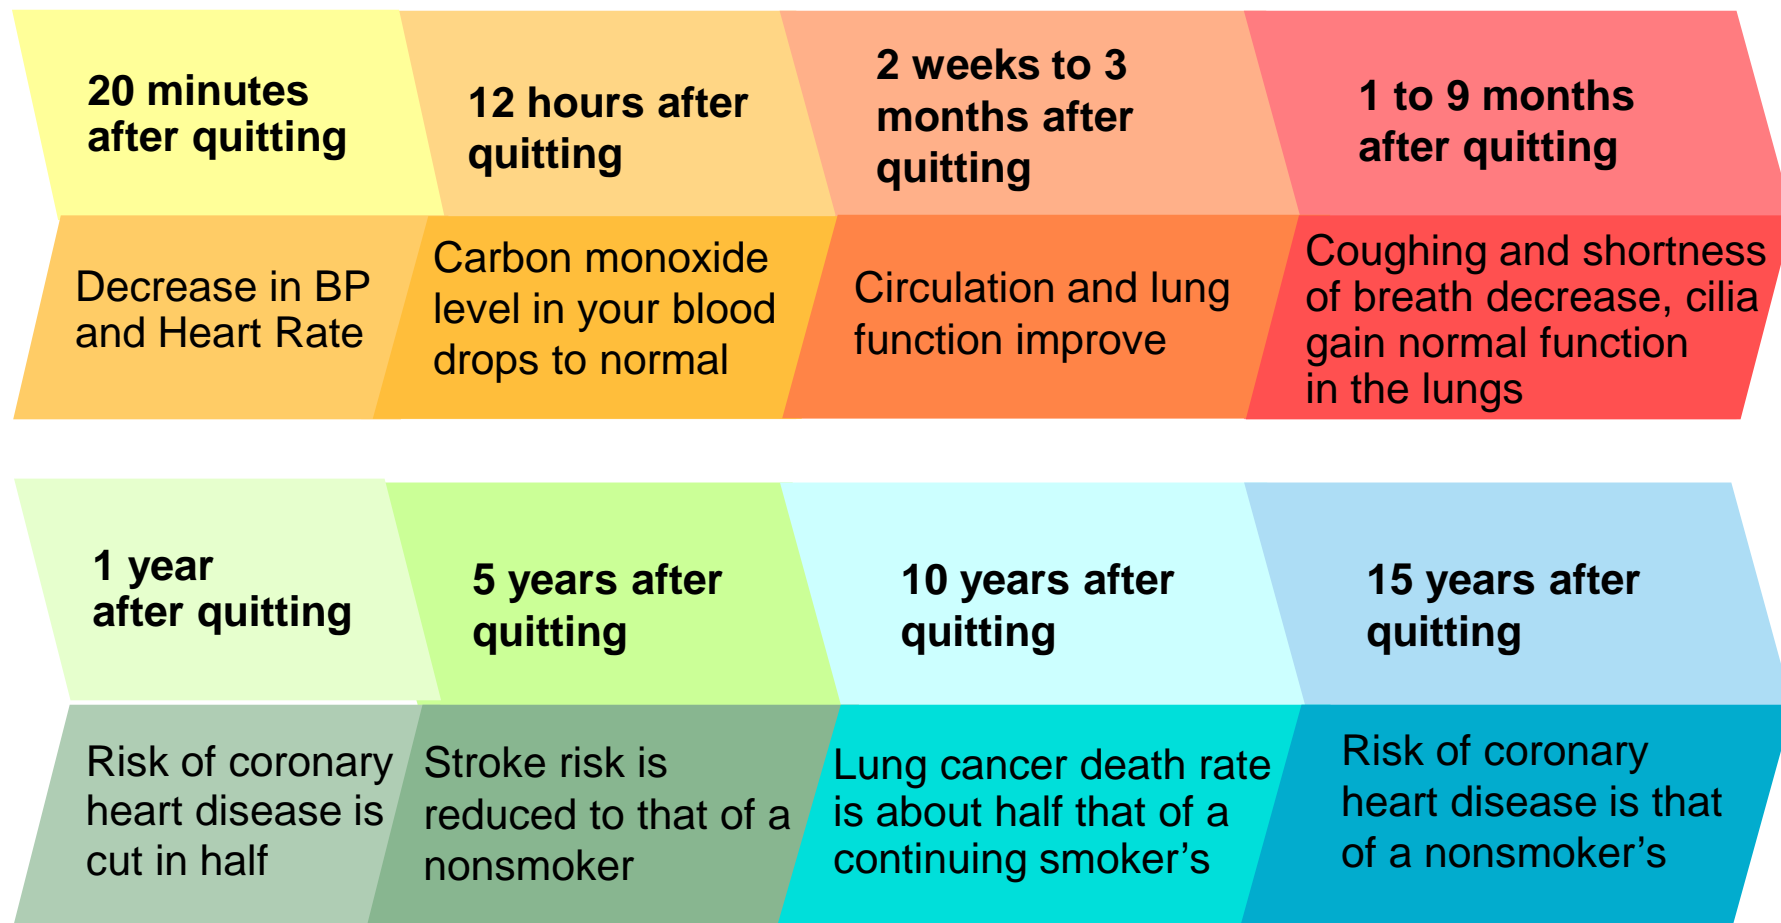 20 minutes
after quitting
12 hours after
quitting
2 weeks to 3
months after
quitting
1 to 9 months
after quitting
Decrease in BP
and Heart Rate
Carbon monoxide
level in your blood
drops to normal
Circulation and lung
function improve
Coughing and shortness
of breath decrease, cilia
gain normal function
in the lungs
1 year
after quitting
5 years after
quitting
10 years after
quitting
15 years after
quitting
Risk of coronary
heart disease is
cut in half
Stroke risk is
reduced to that of a
nonsmoker
Lung cancer death rate
is about half that of a
continuing smoker’s
Risk of coronary
heart disease is that
of a nonsmoker’s